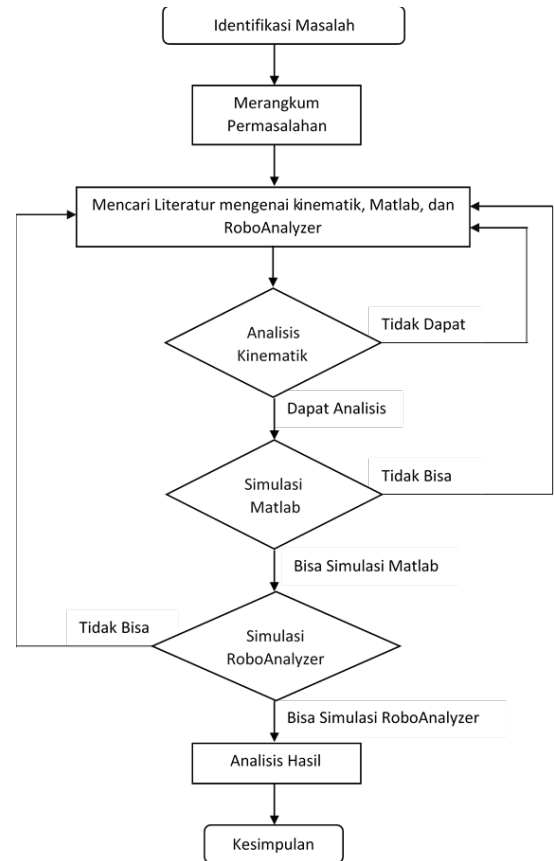 Identifikasi Masalah
Merangkum
Permasalahan
Mencari Literatur mengenai kinematik, Matlab, dan
RoboAnalyzer
Analisis
Kinematik
Tidak Dapat
Dapat Analisis
Simulasi
Matlab
Tidak Bisa
Bisa Simulasi Matlab
Tidak Bisa
Simulasi
RoboAnalyzer
Bisa Simulasi RoboAnalyzer
Analisis Hasil
Kesimpulan